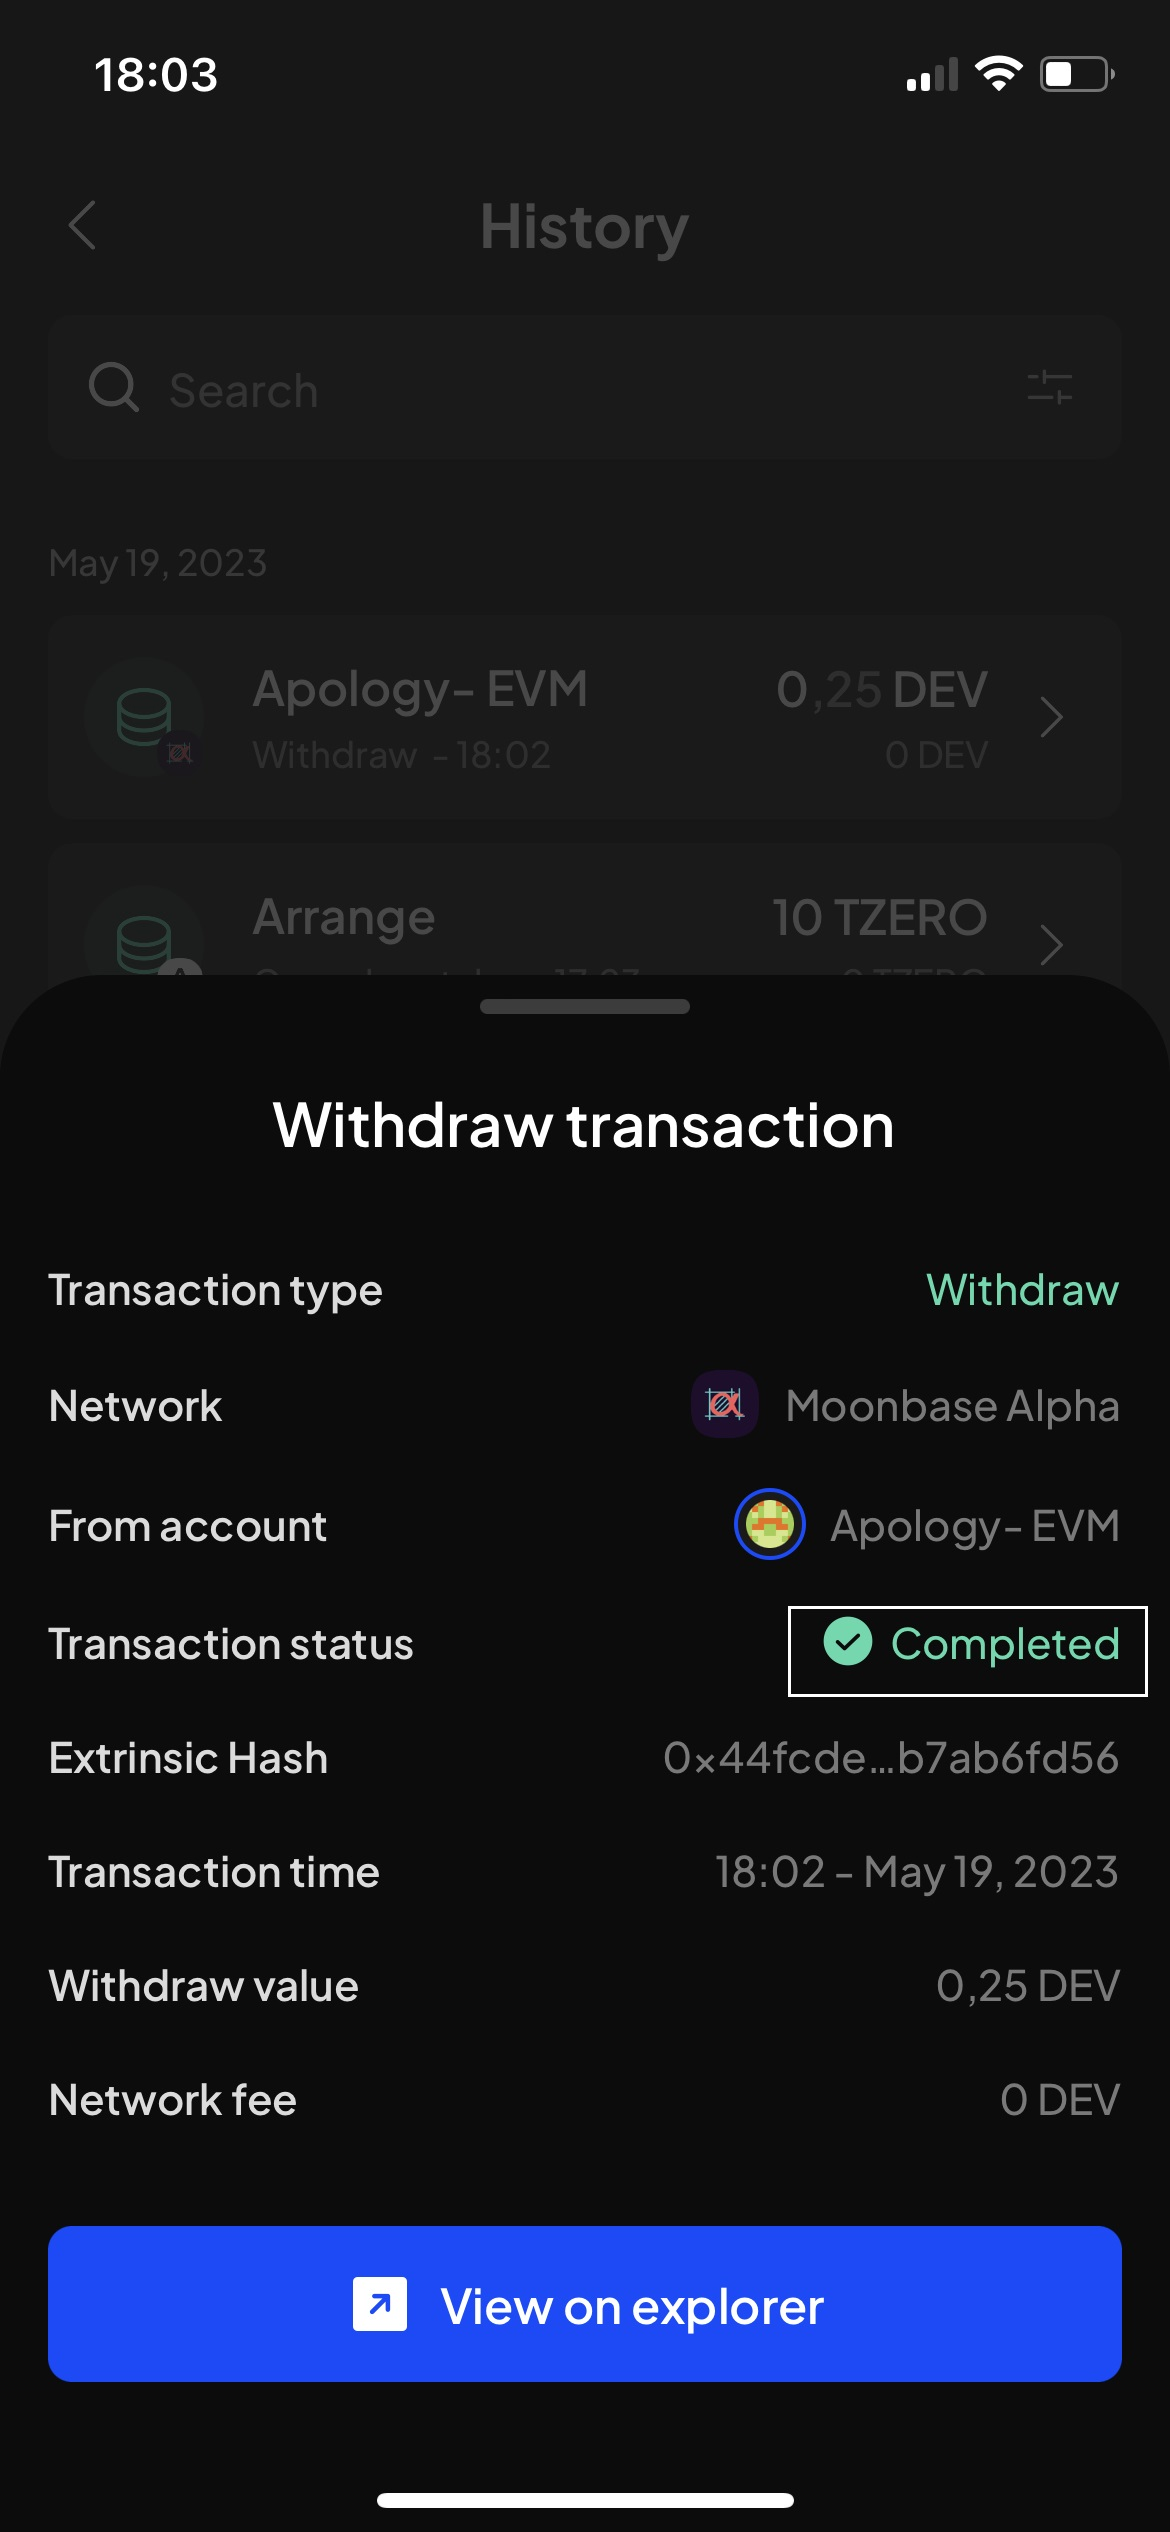 18:03
History
Search
May 19, 2023
Apology- EVM
0,25 DEV
Withdraw - 18:02
0 DEV
Arrange
10 TZERO
Withdraw transaction
Transaction type
Withdraw
Network
Moonbase Alpha
From account
Apology- EVM
Transaction status
Completed
Extrinsic Hash
0x44fcde...b7ab6fd56
Transaction time
18:02 - May 19, 2023
Withdraw value
0,25 DEV
Network fee
0 DEV
View on explorer